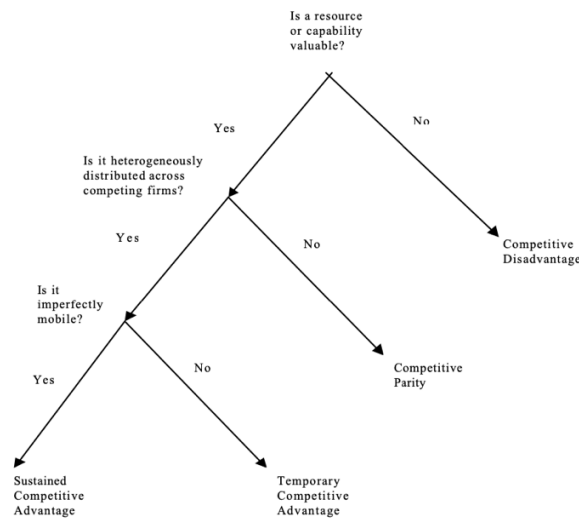 Is a resource
or capability
valuable?
Yes
No
Is it heterogeneously
distributed across
competing firms?
Yes
No
Competitive
Disadvantage
Is it
imperfectly
mobile?
Yes
No
Competitive
Parity
Sustained
Competitive
Advantage
Temporary
Competitive
Advantage